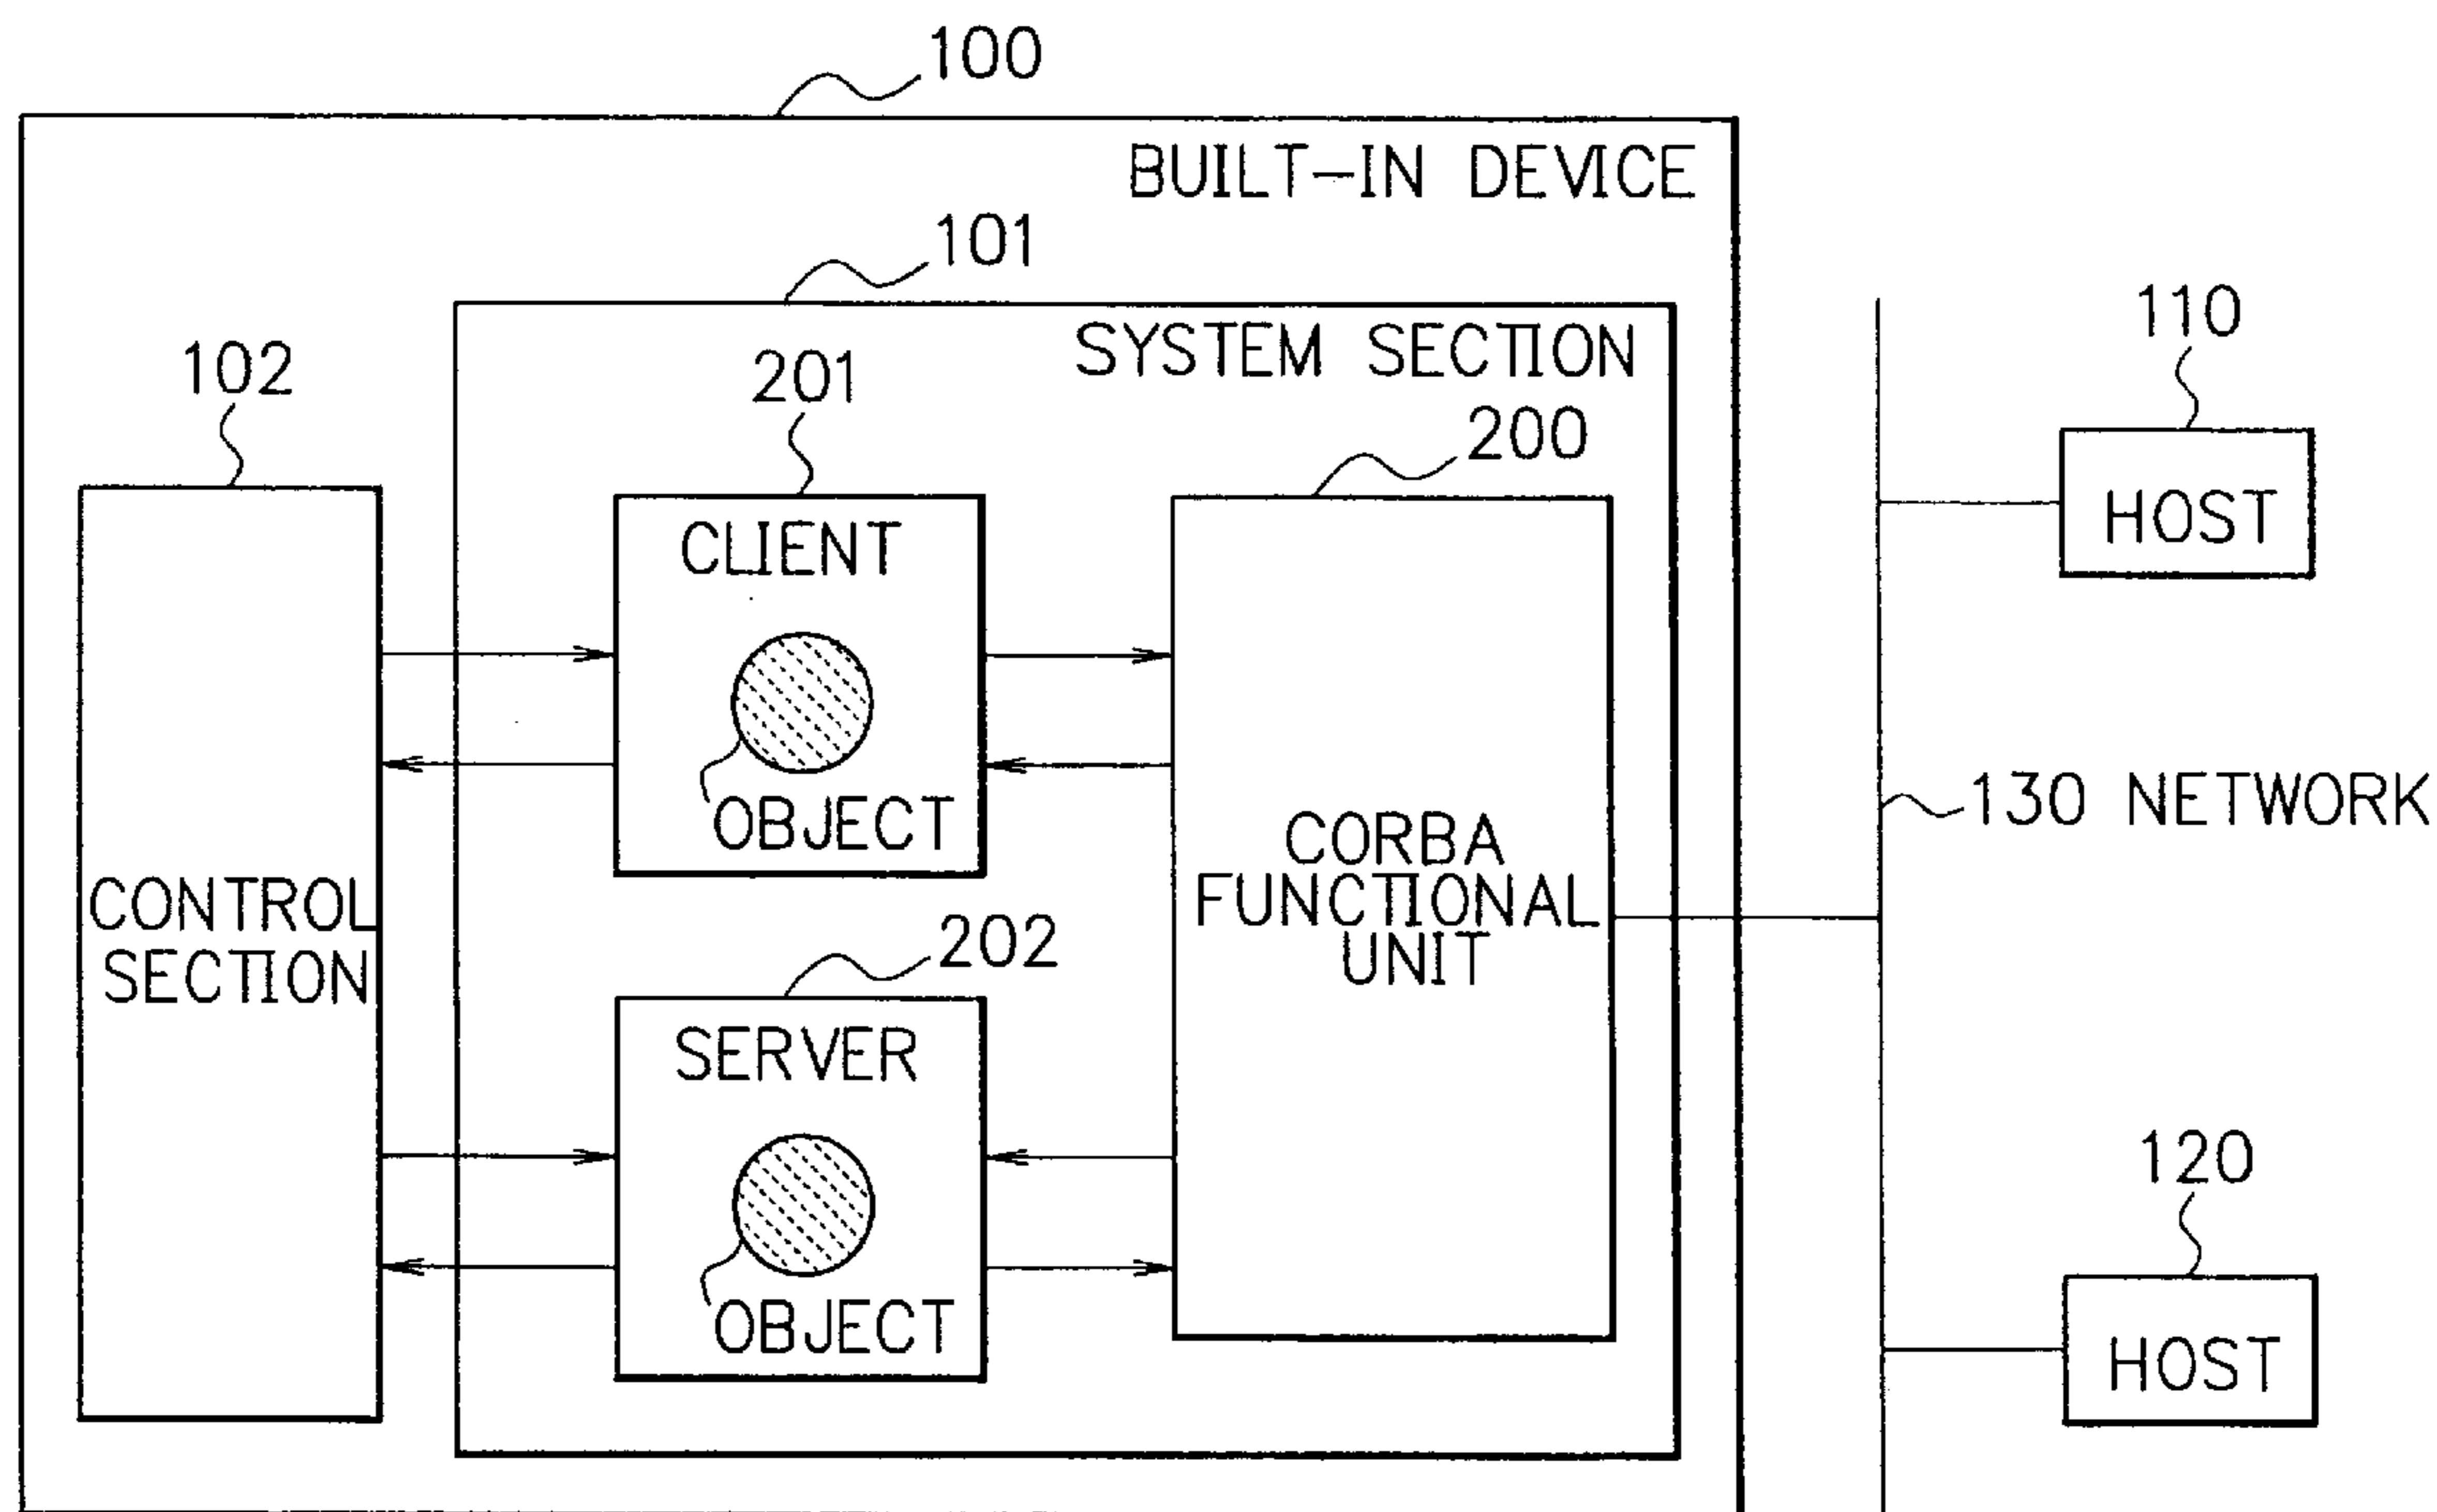 100
BUILT-IN DEVICE
101
SYSTEM SECTION
110
102
201
200
CLIENT
HOST
OBJECT
130 NETWORK
CORBA
FUNCTIONAL
UNIT
CONTROL
SECTION
202
SERVER
120
OBJECT
HOST